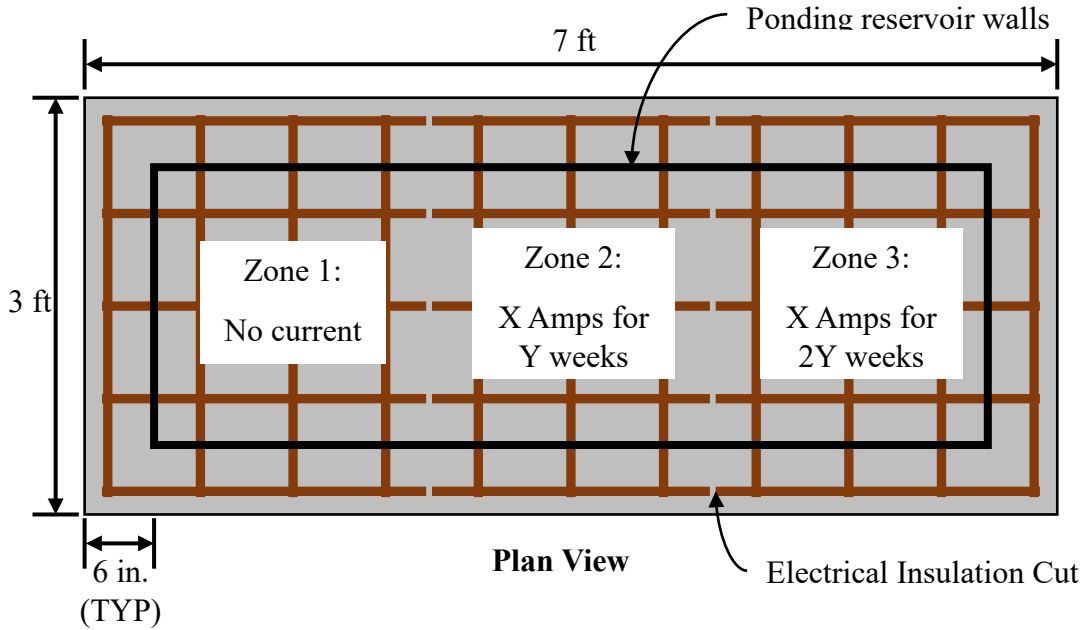 Ponding reservoir walls
7 ft
3 ft
Zone 1:
No current
Zone 2:
X Amps for
Y weeks
Zone 3:
X Amps for
2Y weeks
6 in.
(TYP)
Plan View
Electrical Insulation Cut